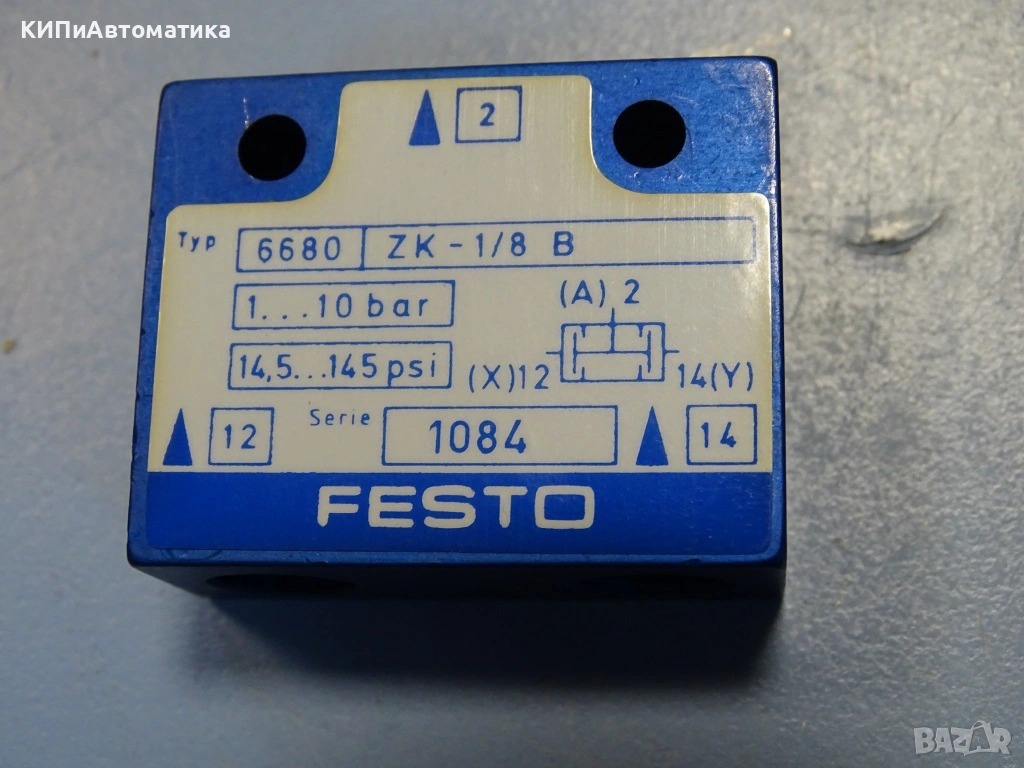 КИПиАвтоматика
2
Typ 6680 ZK - 1/8 B
1...10 bar
(A) 2
14,5...145 psi
(X)12 14(Y)
12 Serie 1084 14
FESTO
BAZAR